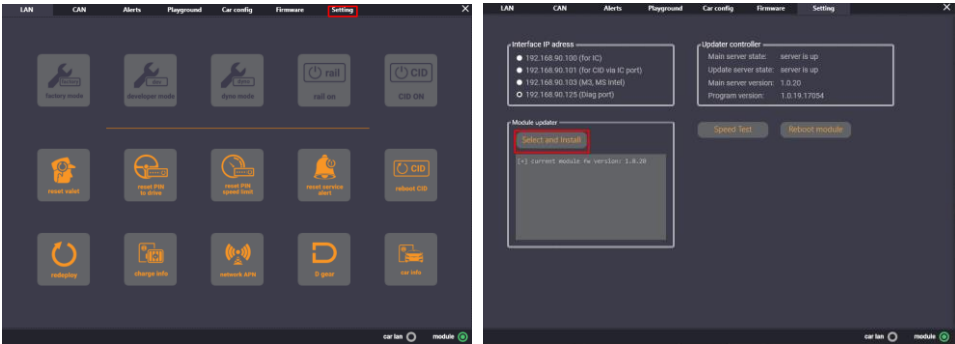 LAN CAN Alerts Playground Car config Firmware Setting X
factory
factory mode
dev
developer mode
dyno
dyno mode
rail
rail on
CID
CID ON
reset valet
reset PIN
to drive
reset PIN
speed limit
reset service
alert
CID
reboot CID
redeploy
charge info
network APN
D gear
car info
car lan module
LAN CAN Alerts Playground Car config Firmware Setting X
Interface IP adress
192.168.90.100 (for IC)
192.168.90.101 (for CID via IC port)
192.168.90.103 (M3, MS Intel)
192.168.90.125 (Diag port)
Updater controller
Main server state: server is up
Update server state: server is up
Main server version: 1.0.20
Program version: 1.0.19.17054
Module updater
Select and Install
[+] current module fw version: 1.0.20
Speed Test Reboot module
car lan module